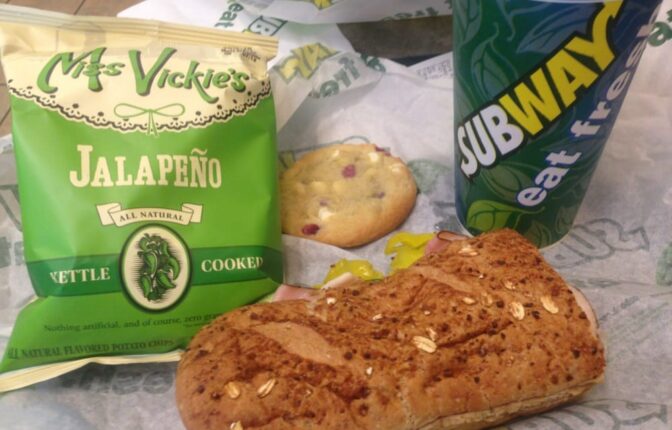 Miss Vickie's
JALAPEÑO
ALL NATURAL
KETTLE COOKED
Nothing artificial, and of course, zero
ALL NATURAL FLAVORED POTATO CHIPS
SUBWAY
eat fresh